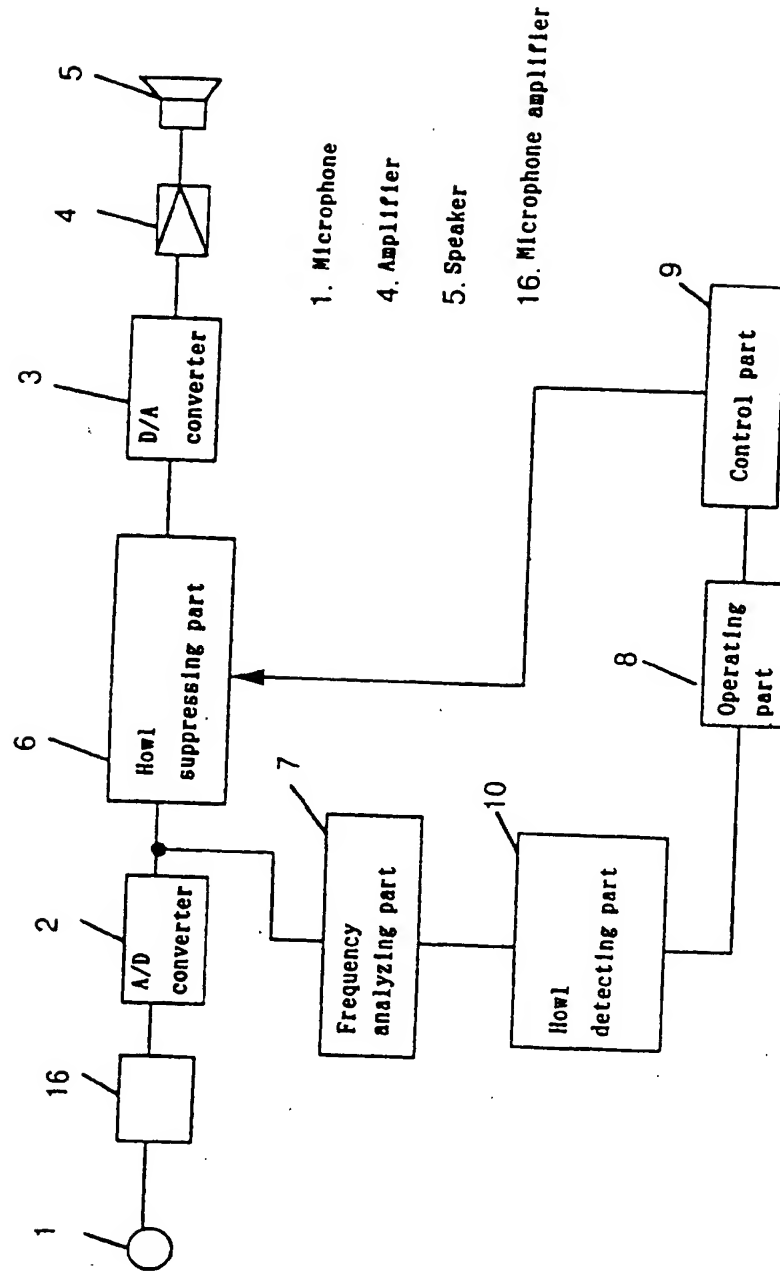 1
16
2
A/D
converter
6
Howl
suppressing part
3
D/A
converter
4
5
7
Frequency
analyzing part
10
Howl
detecting part
8
Operating
part
9
Control part
1. Microphone
4. Amplifier
5. Speaker
16. Microphone amplifier